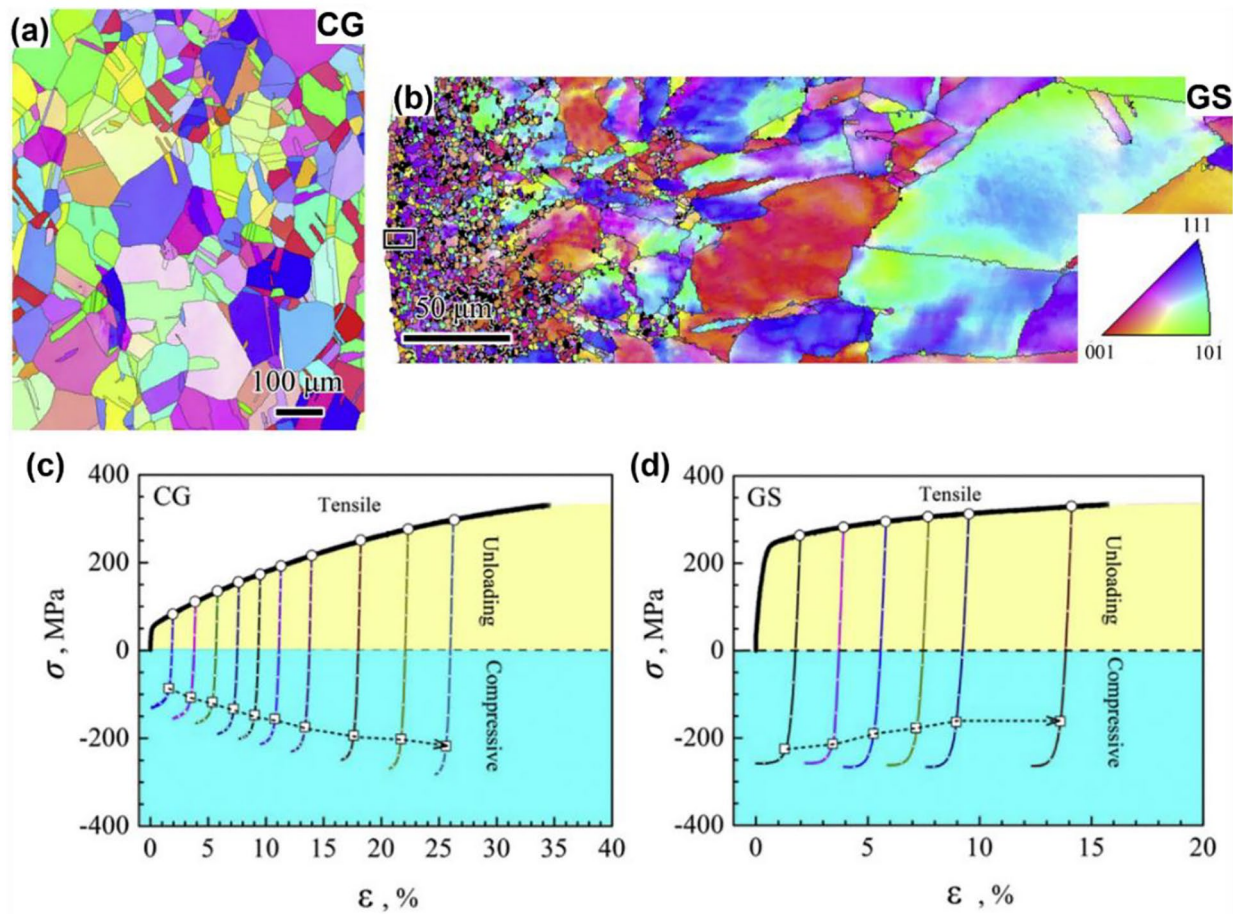 (a)
CG
100 μm
(b)
GS
50 μm
111
001
101
(c)
CG
Tensile
Unloading
Compressive
400
200
0
-200
-400
σ, MPa
0 5 10 15 20 25 30 35 40
ε , %
(d)
GS
Tensile
Unloading
Compressive
400
200
0
-200
-400
σ, MPa
0 5 10 15 20
ε , %